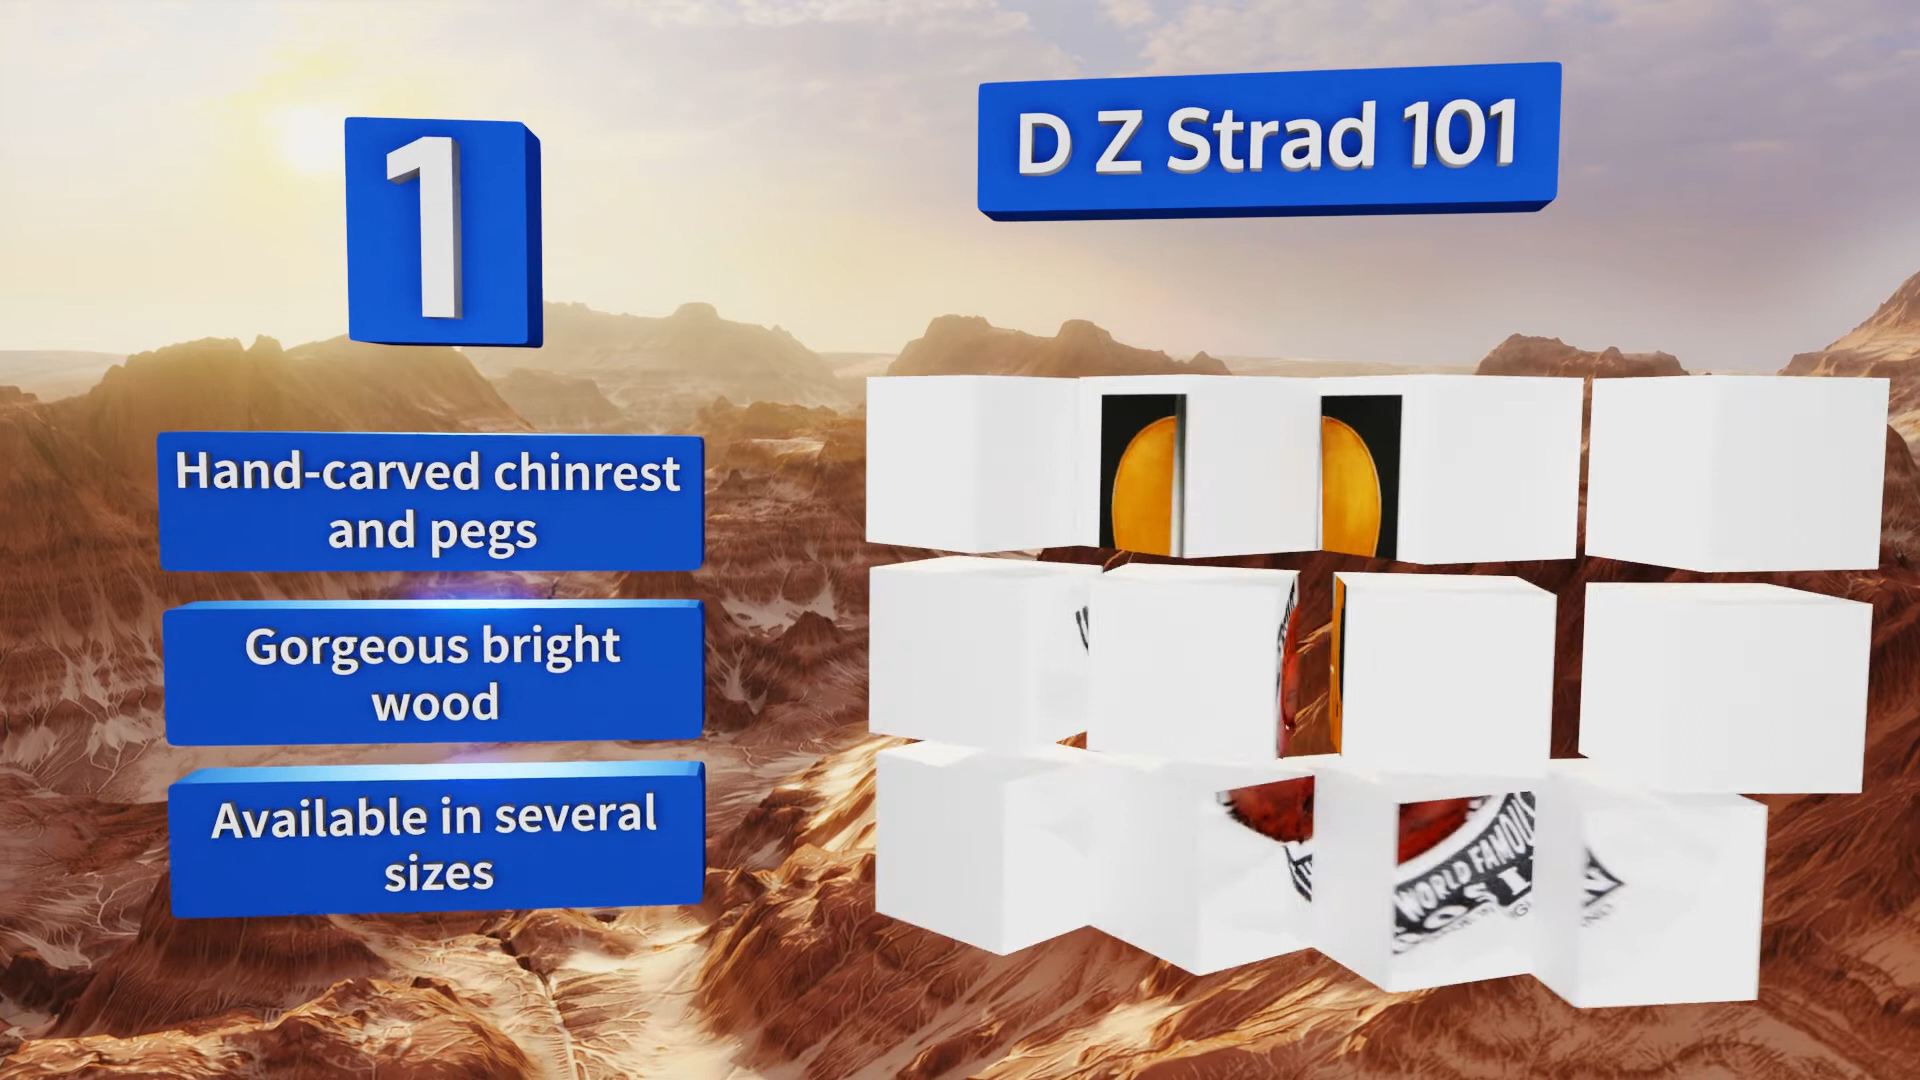 1
D Z Strad 101
Hand-carved chinrest
and pegs
Gorgeous bright
wood
Available in several
sizes
WORLD FAMOUS